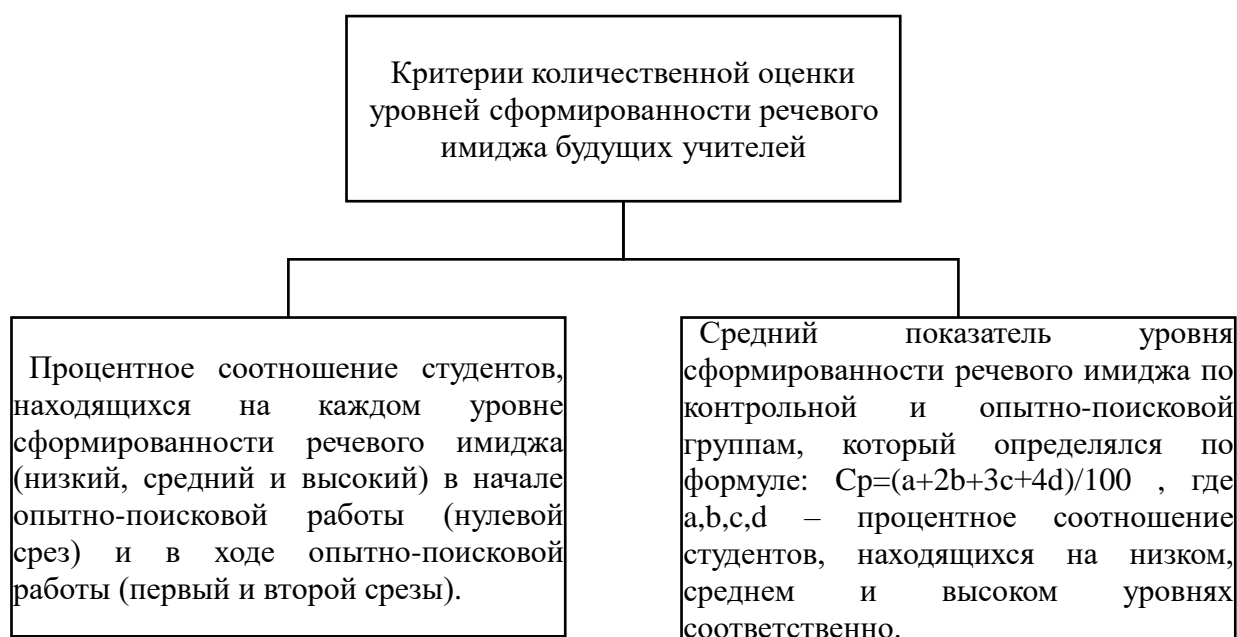 Критерии количественной оценки
уровней сформированности речевого
имиджа будущих учителей
Процентное соотношение студентов,
находящихся на каждом уровне
сформированности речевого имиджа
(низкий, средний и высокий) в начале
опытно-поисковой работы (нулевой
срез) и в ходе опытно-поисковой
работы (первый и второй срезы).
Средний показатель уровня
сформированности речевого имиджа по
контрольной и опытно-поисковой
группам, который определялся по
формуле: Ср=(a+2b+3c+4d)/100 , где
a,b,c,d – процентное соотношение
студентов, находящихся на низком,
среднем и высоком уровнях
соответственно.